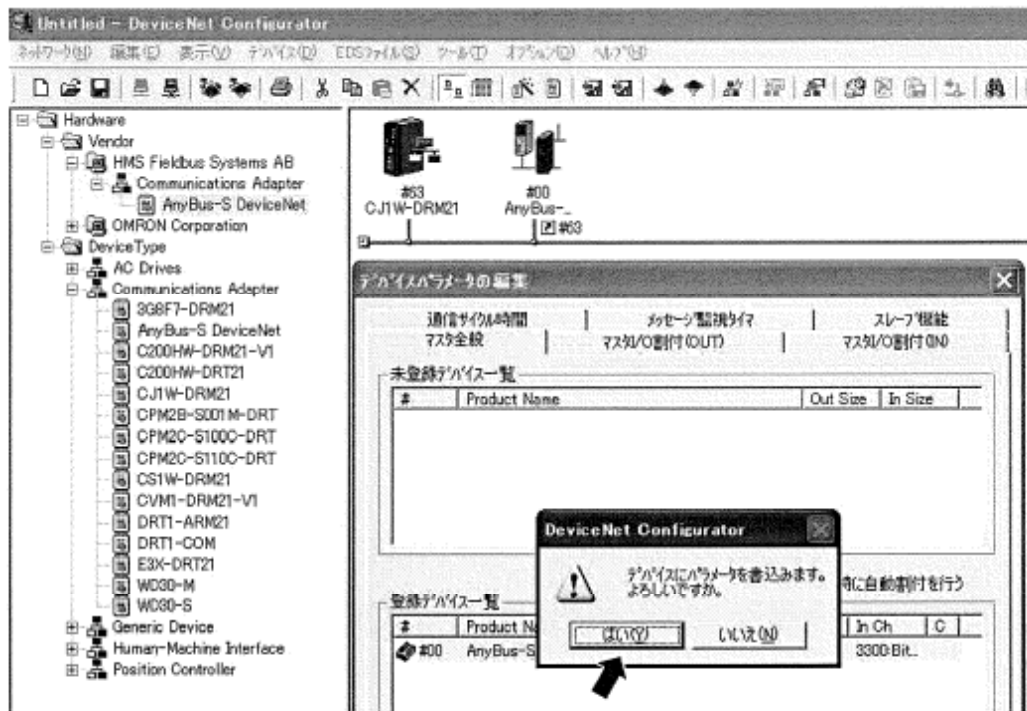 Untitled - DeviceNet Configurator
ネットワーク(N) 編集(E) 表示(V) デバイス(D) EDSファイル(S) ツール(T) オプション(O) ヘルプ(H)
Hardware
Vendor
HMS Fieldbus Systems AB
Communications Adapter
AnyBus-S DeviceNet
OMRON Corporation
DeviceType
AC Drives
Communications Adapter
3G8F7-DRM21
AnyBus-S DeviceNet
C200HW-DRM21-V1
C200HW-DRT21
CJ1W-DRM21
CPM2B-S001M-DRT
CPM2C-S100C-DRT
CPM2C-S110C-DRT
CS1W-DRM21
CVM1-DRM21-V1
DRT1-ARM21
DRT1-COM
E3X-DRT21
WD30-M
WD30-S
Generic Device
Human-Machine Interface
Position Controller
#63
CJ1W-DRM21
#00
AnyBus-..
#63
デバイスパラメータの編集
通信サイクル時間 メッセージ監視タイマ スレーブ機能
マスタ全般 マスタI/O割付(OUT) マスタI/O割付(IN)
未登録デバイス一覧
# Product Name Out Size In Size
時に自動割付を行う
登録デバイス一覧
# Product N In Ch C
#00 AnyBus-S 3300:Bit..
DeviceNet Configurator
デバイスにパラメータを書込みます。
よろしいですか。
はい(Y) いいえ(N)